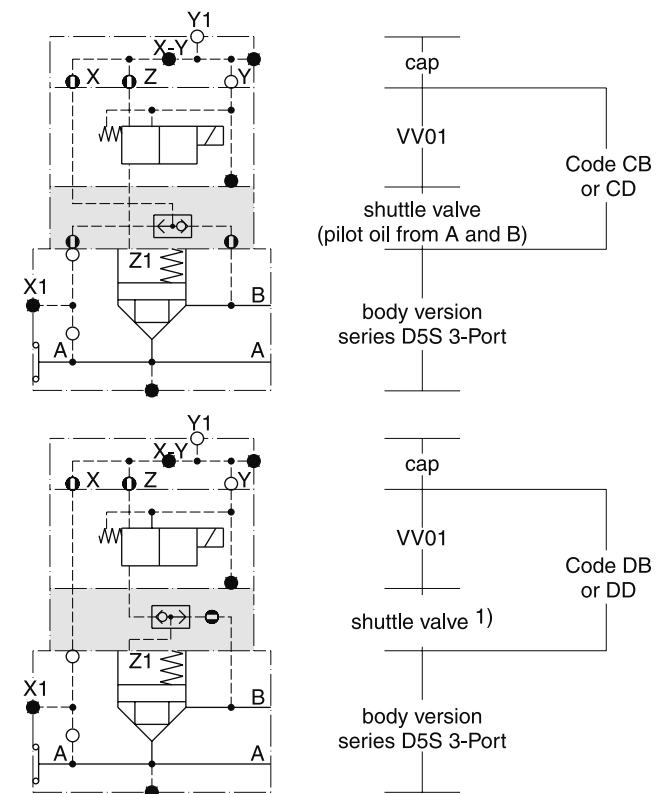 Y1
X-Y
X Z Y
Z1
X1
B
A A
cap
VV01
shuttle valve
(pilot oil from A and B)
Code CB
or CD
body version
series D5S 3-Port
Y1
X-Y
X Z Y
Z1
X1
B
A A
cap
VV01
shuttle valve 1)
Code DB
or DD
body version
series D5S 3-Port